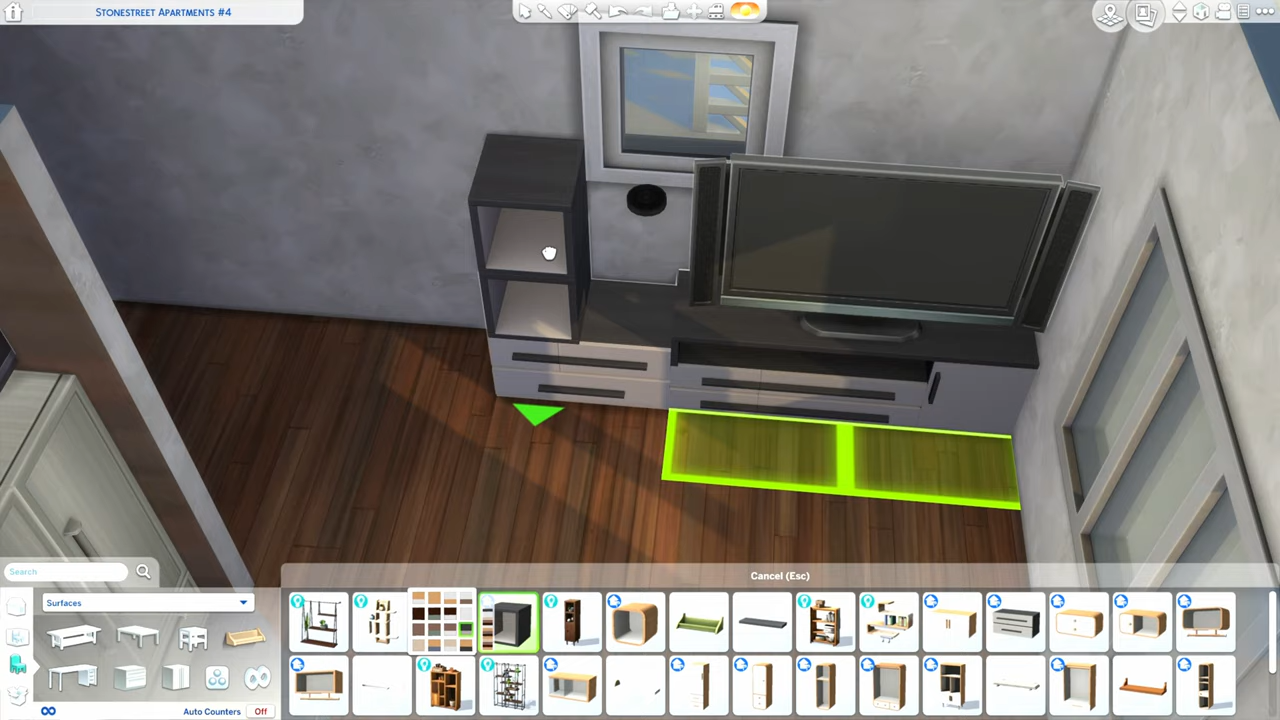 STONESTREET APARTMENTS #4
Cancel (Esc)
Search
Surfaces
Auto Counters Off